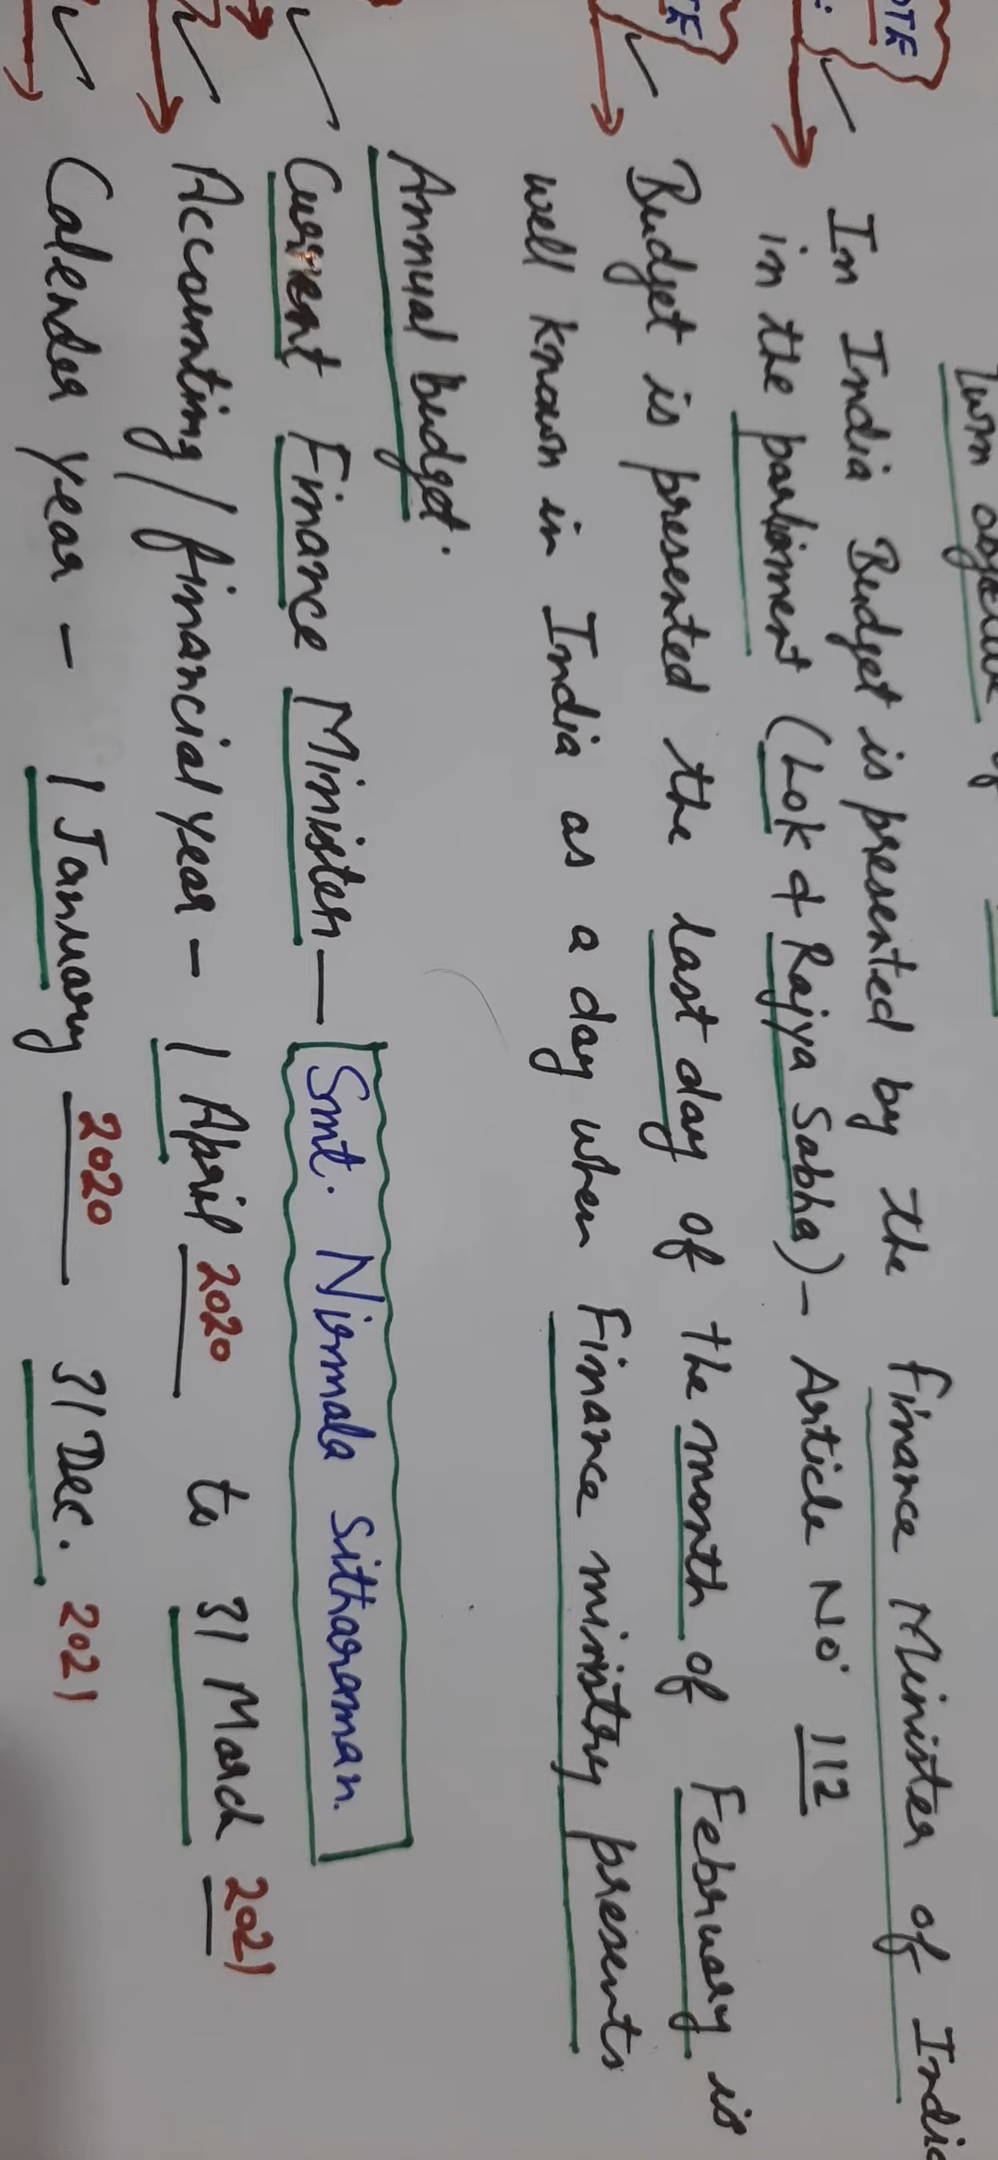 NOTE
In India Budget is presented by the Finance Minister of India
in the parliament (Lok & Rajya Sabha) - Article No. 112
NOTE
Budget is presented the last day of the month of February is
well known in India as a day when Finance ministry presents
Annual budget.
Current Finance Minister — Smt. Nirmala Sitharaman.
Accounting/financial year - 1 April 2020 to 31 March 2021
Calender year - 1 January 2020 31 Dec. 2021